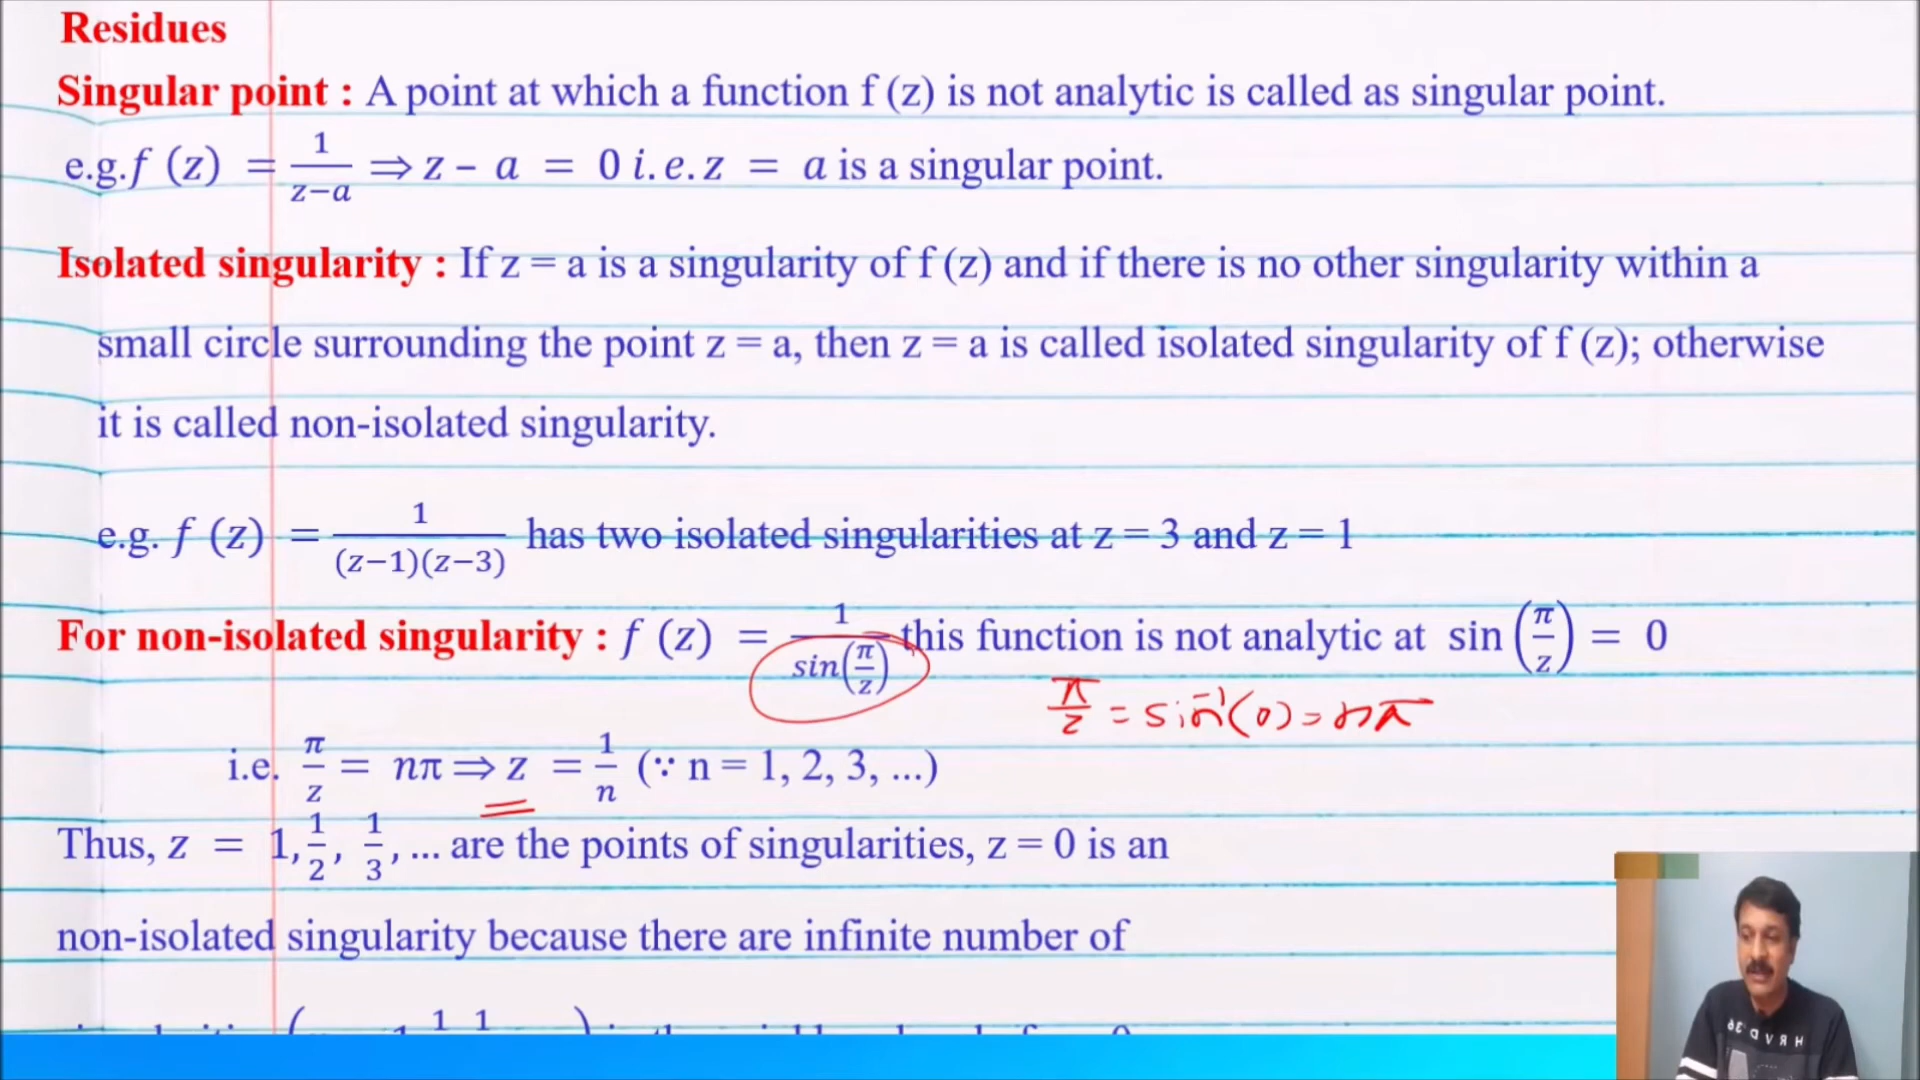 Residues
Singular point : A point at which a function f (z) is not analytic is called as singular point.
e.g. f (z) = 1/(z−a) ⟹ z – a = 0 i.e. z = a is a singular point.
Isolated singularity : If z = a is a singularity of f (z) and if there is no other singularity within a
small circle surrounding the point z = a, then z = a is called isolated singularity of f (z); otherwise
it is called non-isolated singularity.
e.g. f (z) = 1/((z−1)(z−3)) has two isolated singularities at z = 3 and z = 1
For non-isolated singularity : f (z) = 1/sin(π/z) this function is not analytic at sin (π/z) = 0
π/z = sin⁻¹(0) = nπ
i.e. π/z = nπ ⟹ z = 1/n (∵ n = 1, 2, 3, ...)
Thus, z = 1, 1/2, 1/3, ... are the points of singularities, z = 0 is an
non-isolated singularity because there are infinite number of